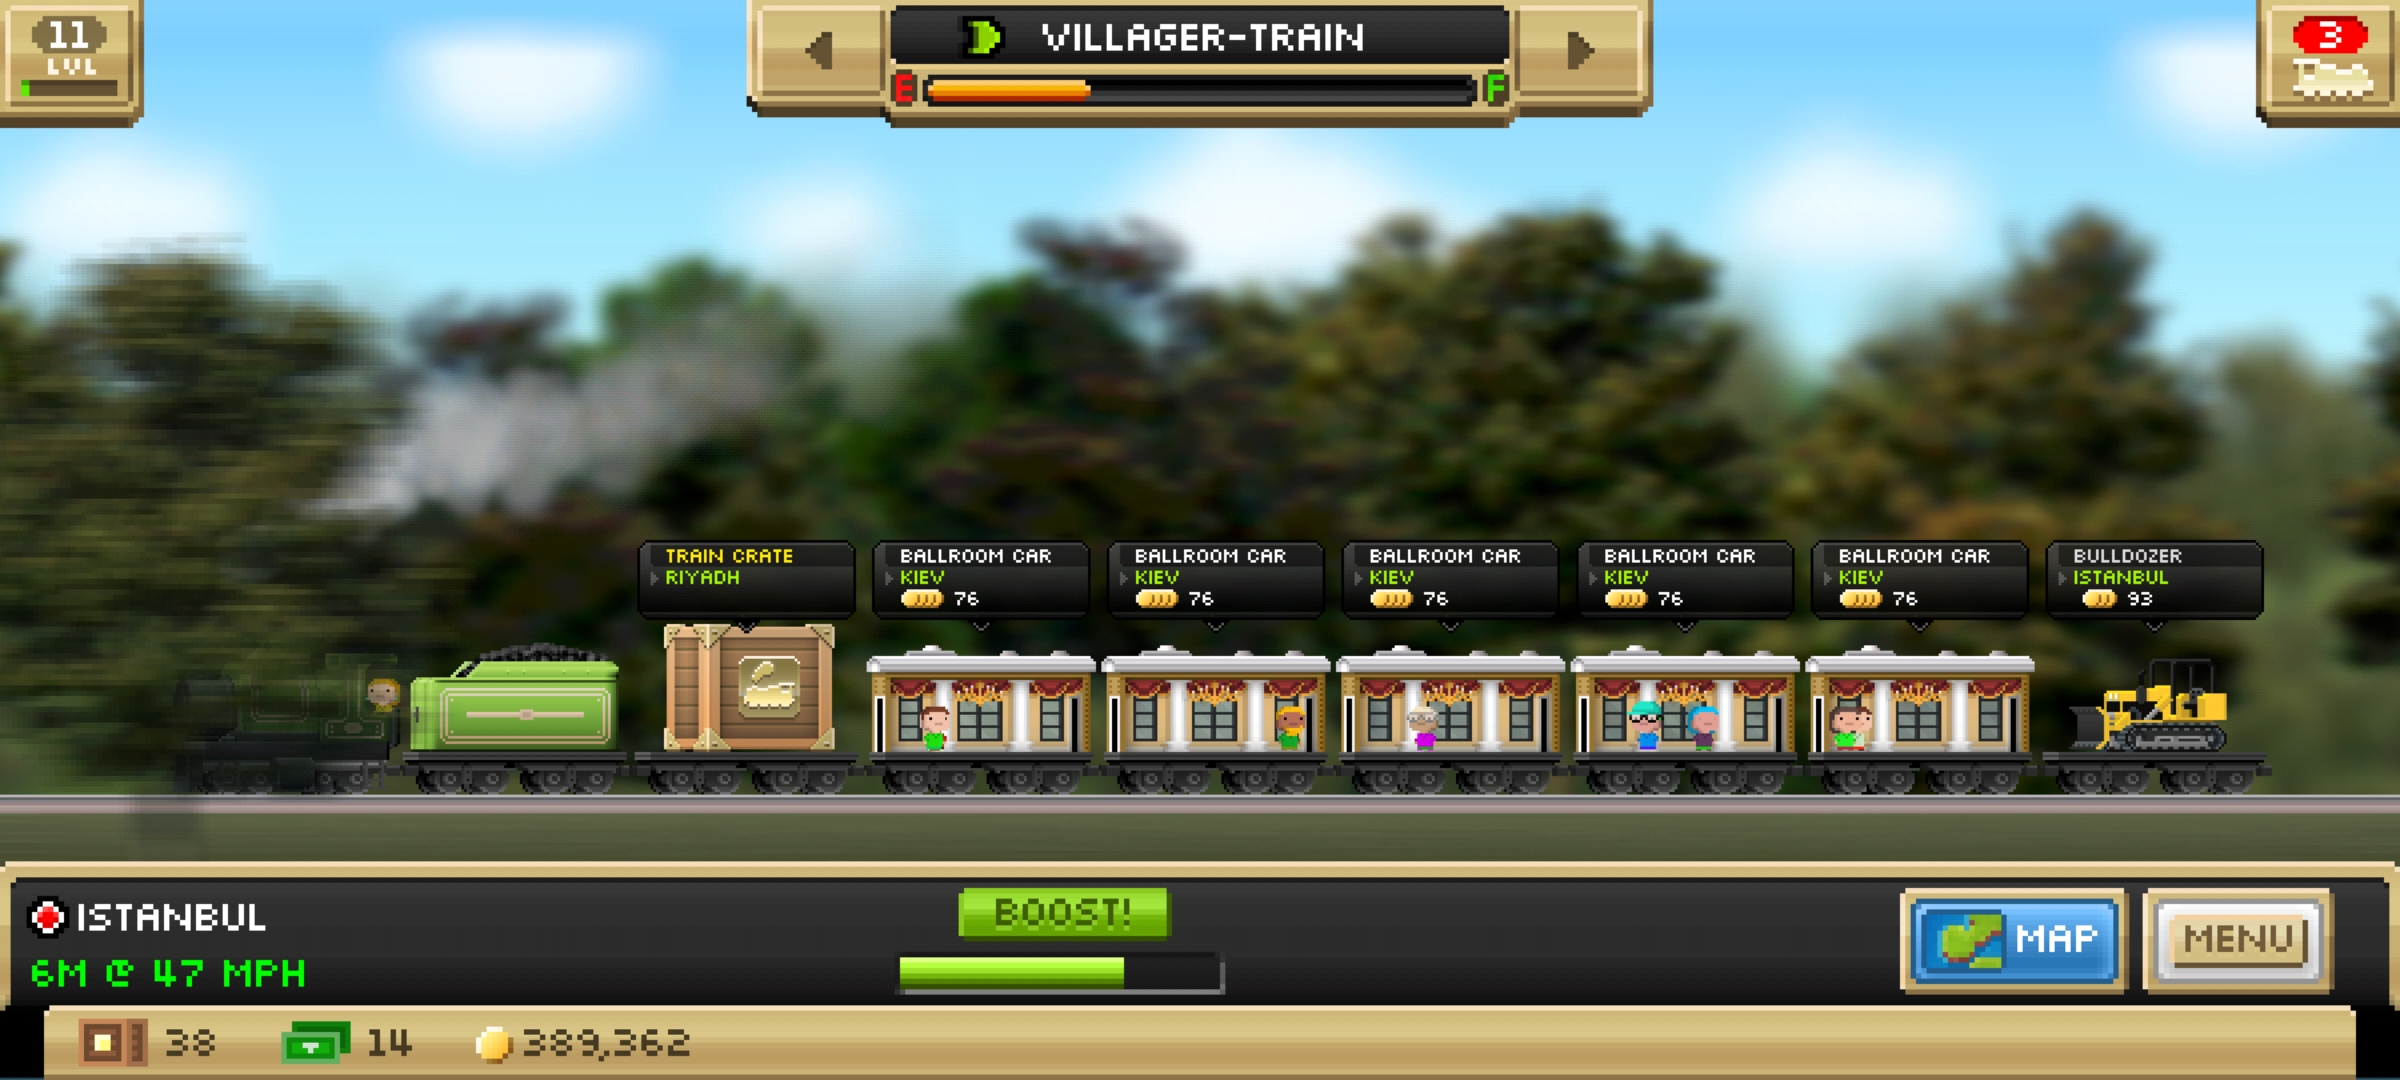 11
LVL
VILLAGER-TRAIN
E
F
3
TRAIN CRATE
RIYADH
BALLROOM CAR
KIEV
76
BALLROOM CAR
KIEV
76
BALLROOM CAR
KIEV
76
BALLROOM CAR
KIEV
76
BALLROOM CAR
KIEV
76
BULLDOZER
ISTANBUL
93
ISTANBUL
6M @ 47 MPH
BOOST!
MAP
MENU
38
14
389,362